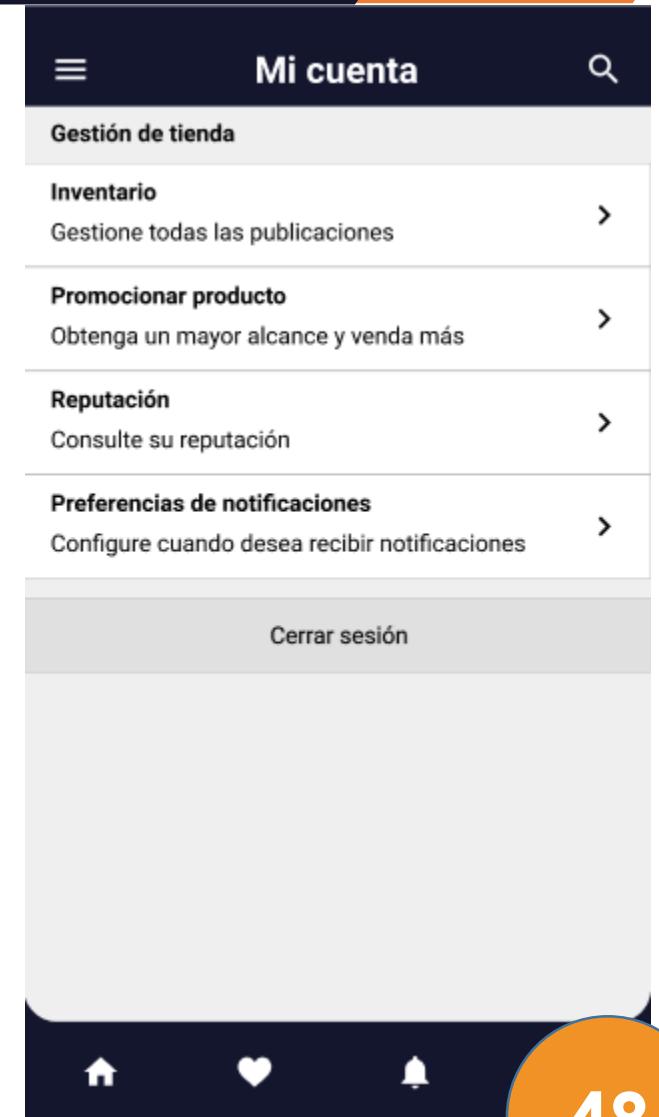 Mi cuenta
Gestión de tienda
Inventario
Gestione todas las publicaciones
Promocionar producto
Obtenga un mayor alcance y venda más
Reputación
Consulte su reputación
Preferencias de notificaciones
Configure cuando desea recibir notificaciones
Cerrar sesión
48